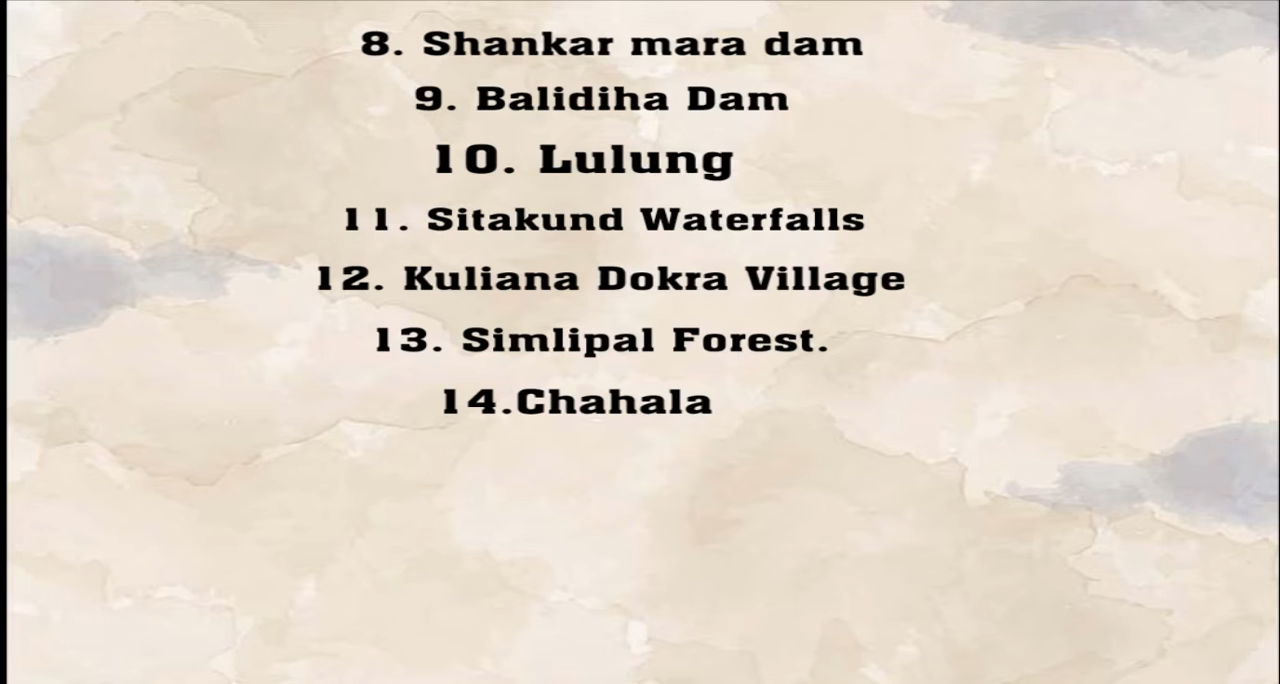 8. Shankar mara dam
9. Balidiha Dam
10. Lulung
11. Sitakund Waterfalls
12. Kuliana Dokra Village
13. Simlipal Forest.
14.Chahala